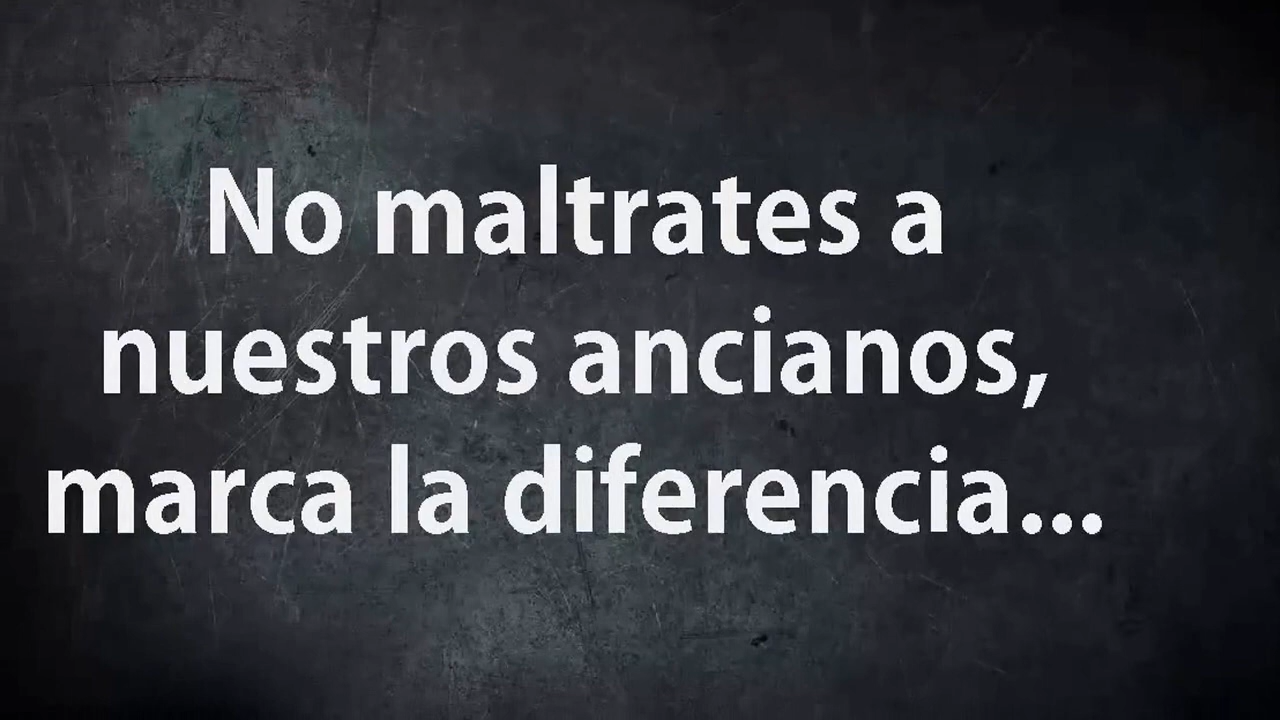 No maltrates a
nuestros ancianos,
marca la diferencia...